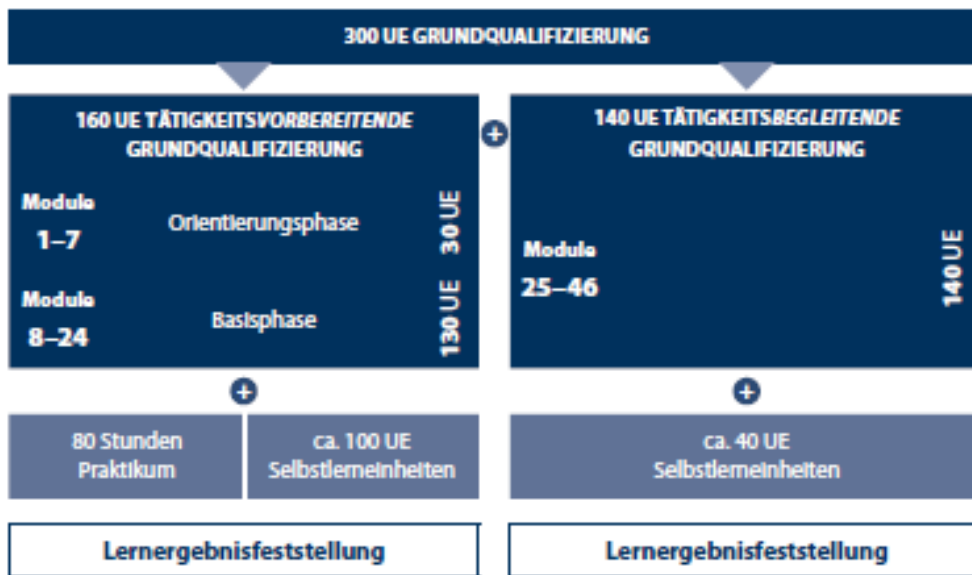 300 UE GRUNDQUALIFIZIERUNG
160 UE TÄTIGKEITSVORBEREITENDE
GRUNDQUALIFIZIERUNG
Module
1–7
Orientierungsphase
30 UE
Module
8–24
Basisphase
130 UE
+
140 UE TÄTIGKEITSBEGLEITENDE
GRUNDQUALIFIZIERUNG
Module
25–46
140 UE
+
80 Stunden
Praktikum
ca. 100 UE
Selbstlerneinheiten
+
ca. 40 UE
Selbstlerneinheiten
Lernergebnisfeststellung
Lernergebnisfeststellung